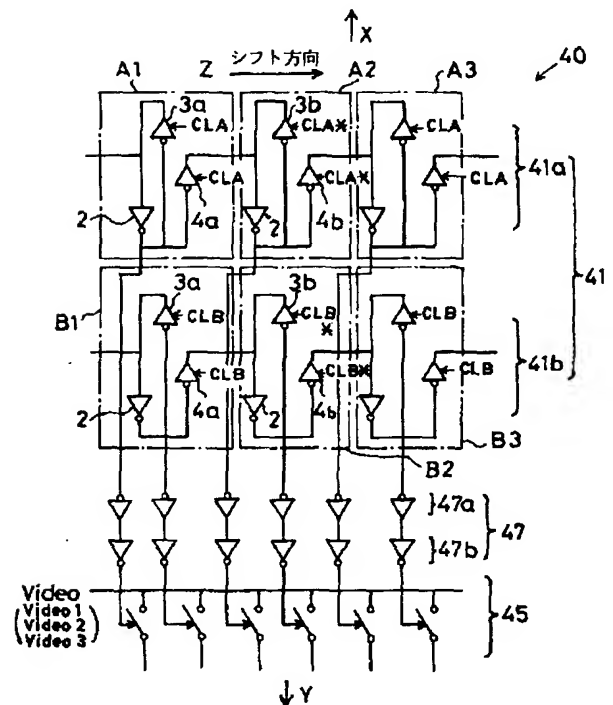 X
A1 Z シフト方向 A2 A3 40
3a 3b
CLA CLA* CLA
CLA CLA* CLA 41a
2 4a 2 4b
41
B1 3a 3b
CLB CLB* CLB
CLB CLB* CLB 41b
2 4a 2 4b
B2 B3
47a
47
47b
Video
Video 1
Video 2
Video 3
45
Y